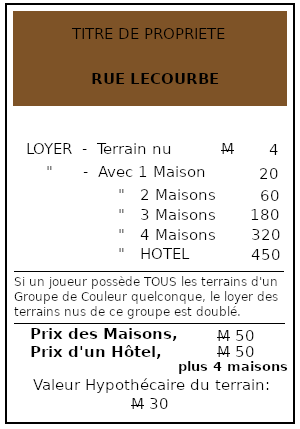 TITRE DE PROPRIETE
RUE LECOURBE
LOYER - Terrain nu M 4
" - Avec 1 Maison 20
" 2 Maisons 60
" 3 Maisons 180
" 4 Maisons 320
" HOTEL 450
Si un joueur possède TOUS les terrains d'un
Groupe de Couleur quelconque, le loyer des
terrains nus de ce groupe est doublé.
Prix des Maisons, M 50
Prix d'un Hôtel, M 50
plus 4 maisons
Valeur Hypothécaire du terrain:
M 30